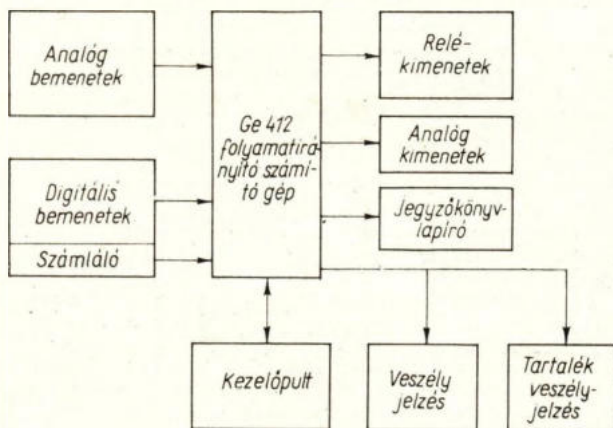 Analóg
bemenetek
Digitális
bemenetek
Számláló
Ge 412
folyamatirá-
nyító számí-
tó gép
Relé-
kimenetek
Analóg
kimenetek
Jegyzőkönyv-
lapíró
Kezelőpult
Veszély
jelzés
Tartalék
veszély-
jelzés